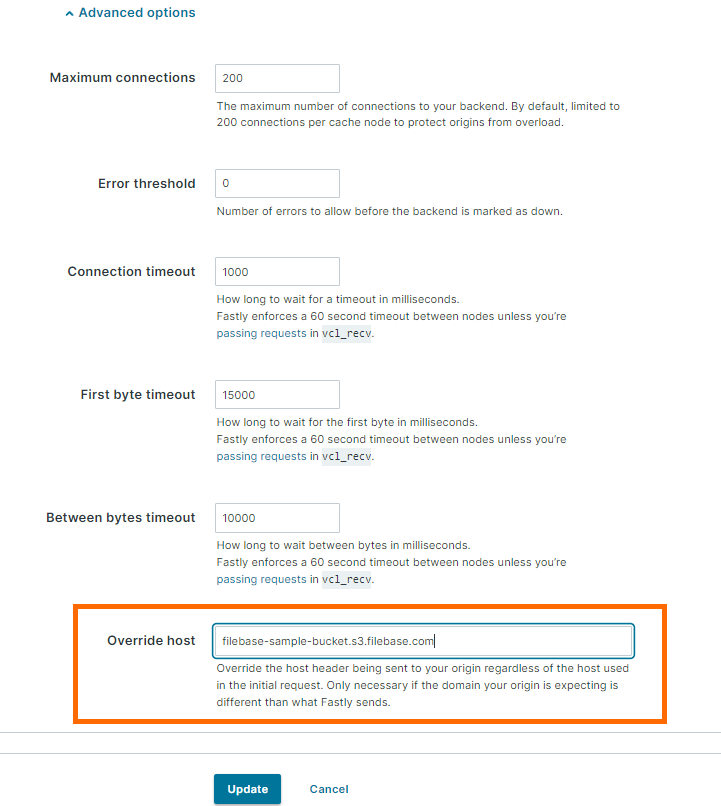 Advanced options
Maximum connections
200
The maximum number of connections to your backend. By default, limited to
200 connections per cache node to protect origins from overload.
Error threshold
0
Number of errors to allow before the backend is marked as down.
Connection timeout
1000
How long to wait for a timeout in milliseconds.
Fastly enforces a 60 second timeout between nodes unless you’re
passing requests in vcl_recv.
First byte timeout
15000
How long to wait for the first byte in milliseconds.
Fastly enforces a 60 second timeout between nodes unless you’re
passing requests in vcl_recv.
Between bytes timeout
10000
How long to wait between bytes in milliseconds.
Fastly enforces a 60 second timeout between nodes unless you’re
passing requests in vcl_recv.
Override host
filebase-sample-bucket.s3.filebase.com
Override the host header being sent to your origin regardless of the host used
in the initial request. Only necessary if the domain your origin is expecting is
different than what Fastly sends.
Update
Cancel